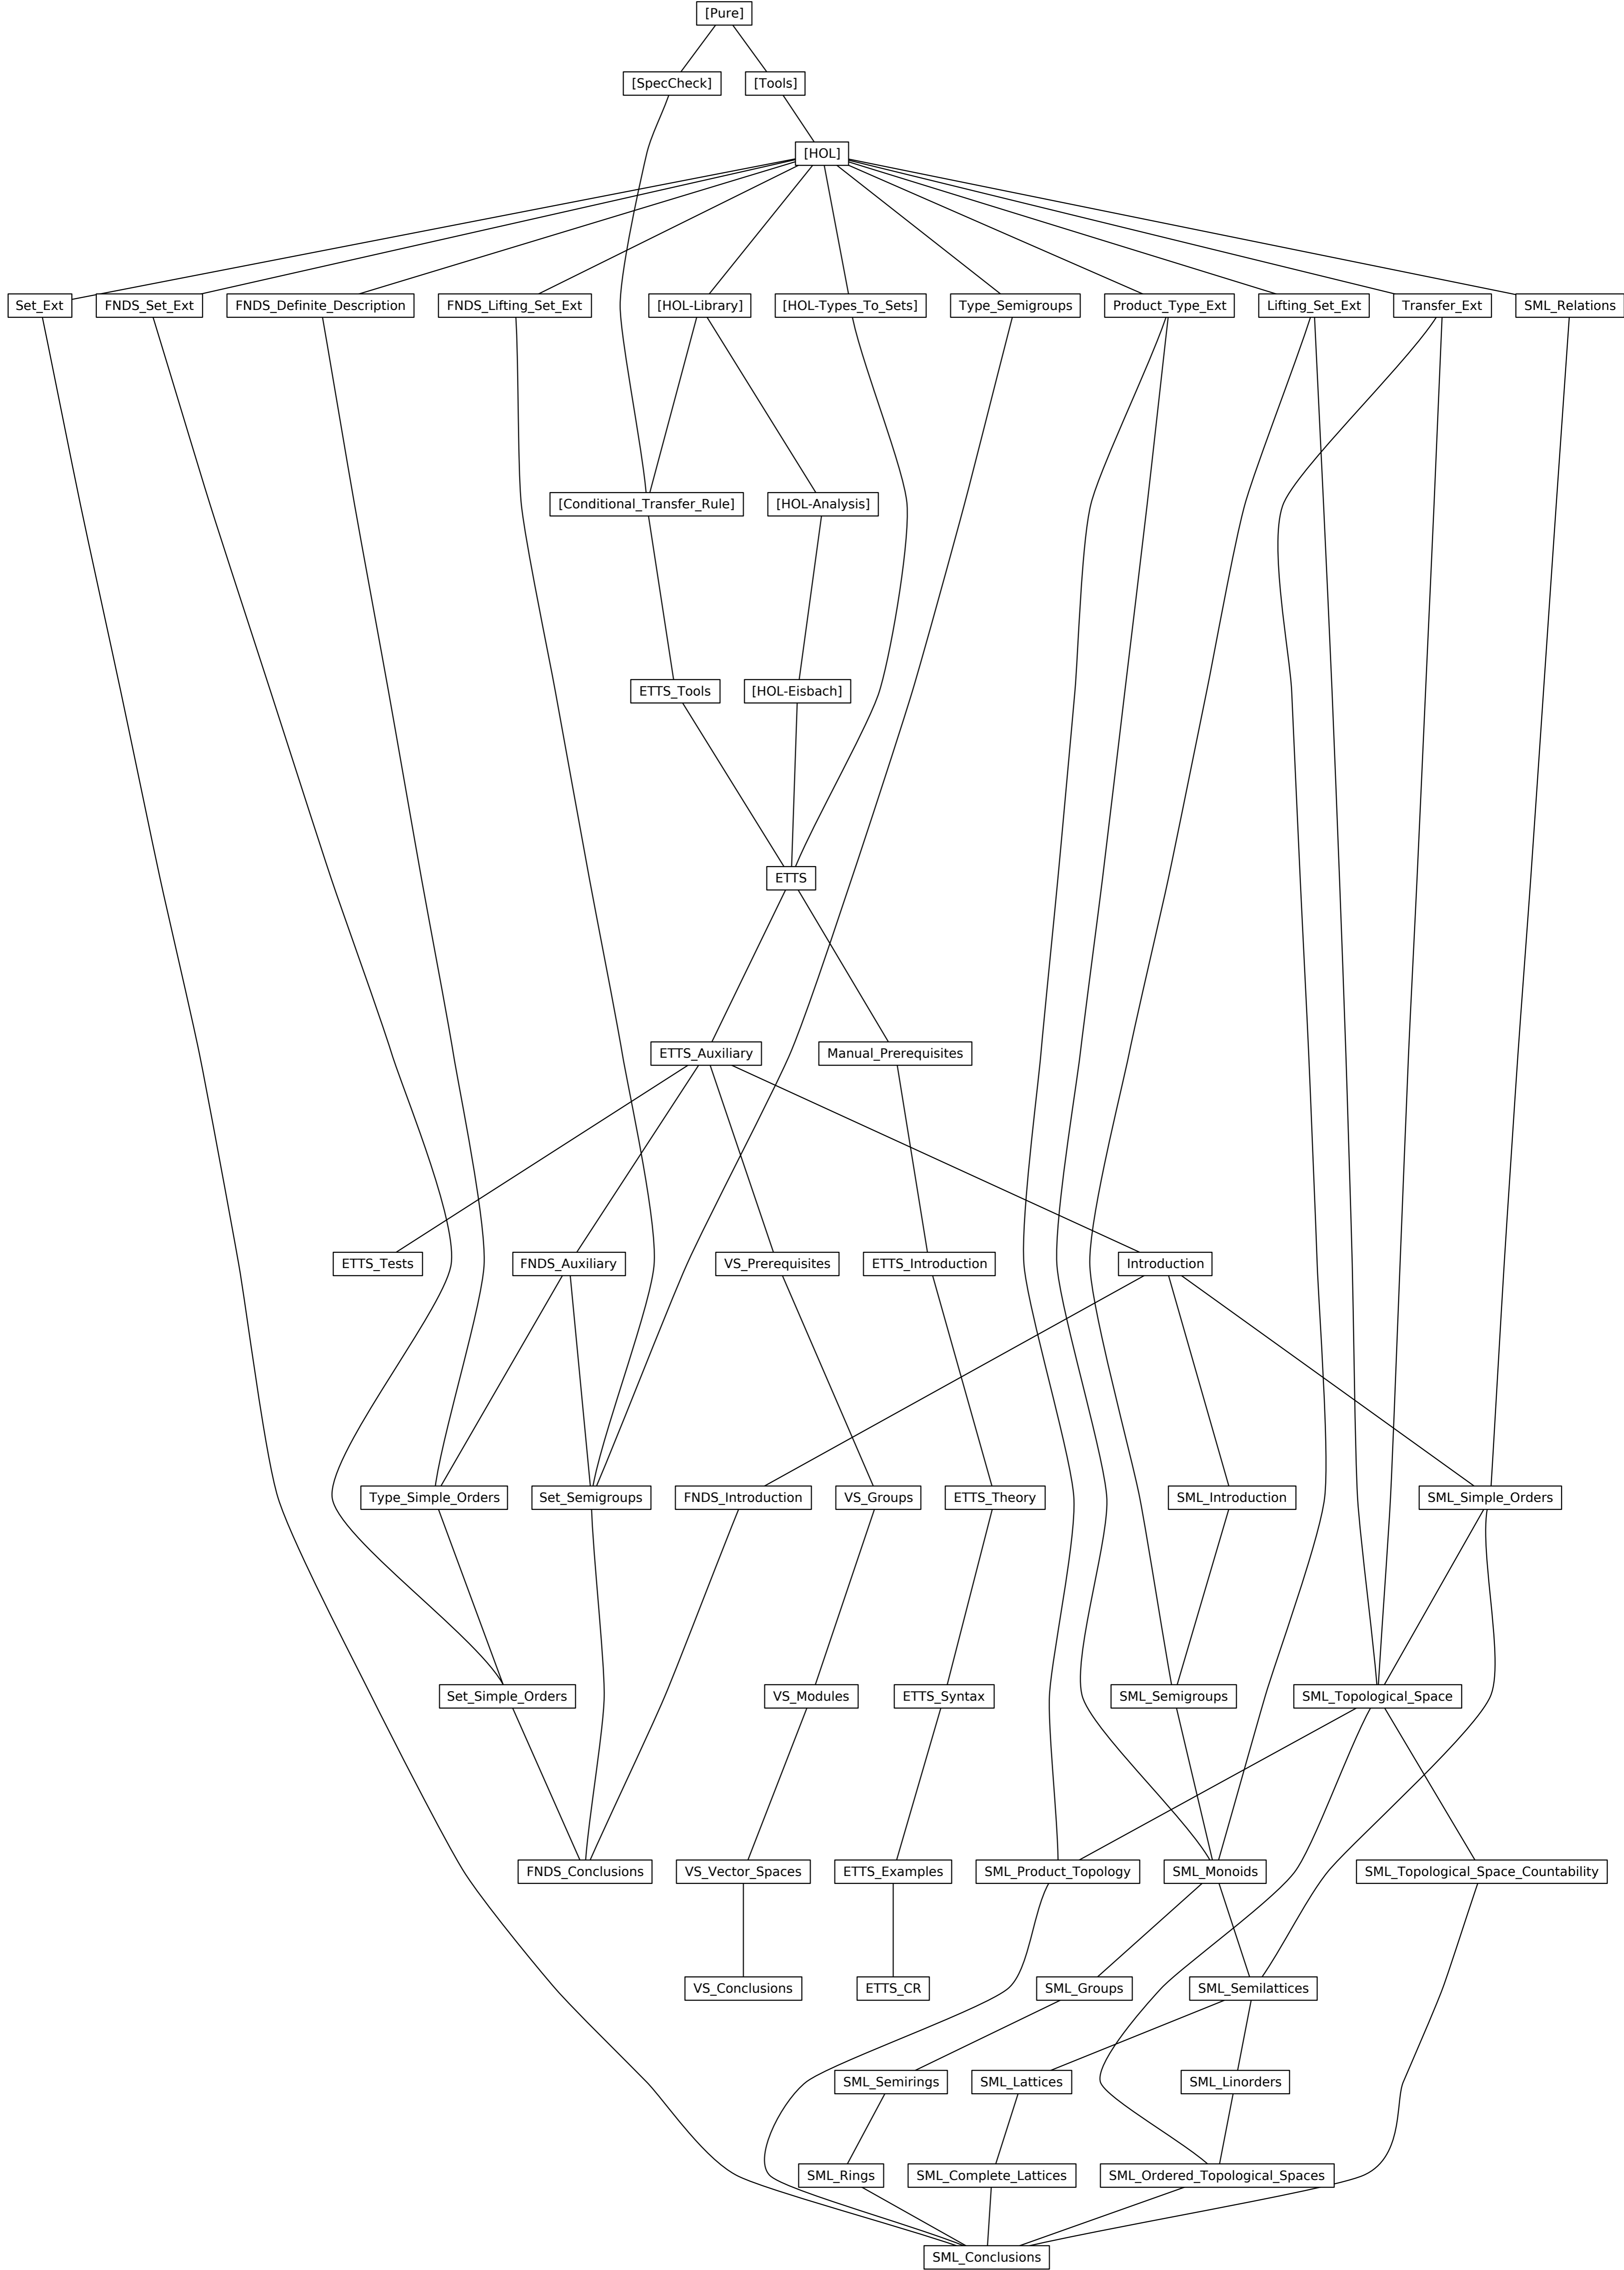 [Pure]
[SpecCheck]
[Tools]
[HOL]
Set_Ext
FNDS_Set_Ext
FNDS_Definite_Description
FNDS_Lifting_Set_Ext
[HOL-Library]
[HOL-Types_To_Sets]
Type_Semigroups
Product_Type_Ext
Lifting_Set_Ext
Transfer_Ext
SML_Relations
[Conditional_Transfer_Rule]
[HOL-Analysis]
ETTS_Tools
[HOL-Eisbach]
ETTS
ETTS_Auxiliary
Manual_Prerequisites
ETTS_Tests
FNDS_Auxiliary
VS_Prerequisites
ETTS_Introduction
Introduction
Type_Simple_Orders
Set_Semigroups
FNDS_Introduction
VS_Groups
ETTS_Theory
SML_Introduction
SML_Simple_Orders
Set_Simple_Orders
VS_Modules
ETTS_Syntax
SML_Semigroups
SML_Topological_Space
FNDS_Conclusions
VS_Vector_Spaces
ETTS_Examples
SML_Product_Topology
SML_Monoids
SML_Topological_Space_Countability
VS_Conclusions
ETTS_CR
SML_Groups
SML_Semilattices
SML_Semirings
SML_Lattices
SML_Linorders
SML_Rings
SML_Complete_Lattices
SML_Ordered_Topological_Spaces
SML_Conclusions